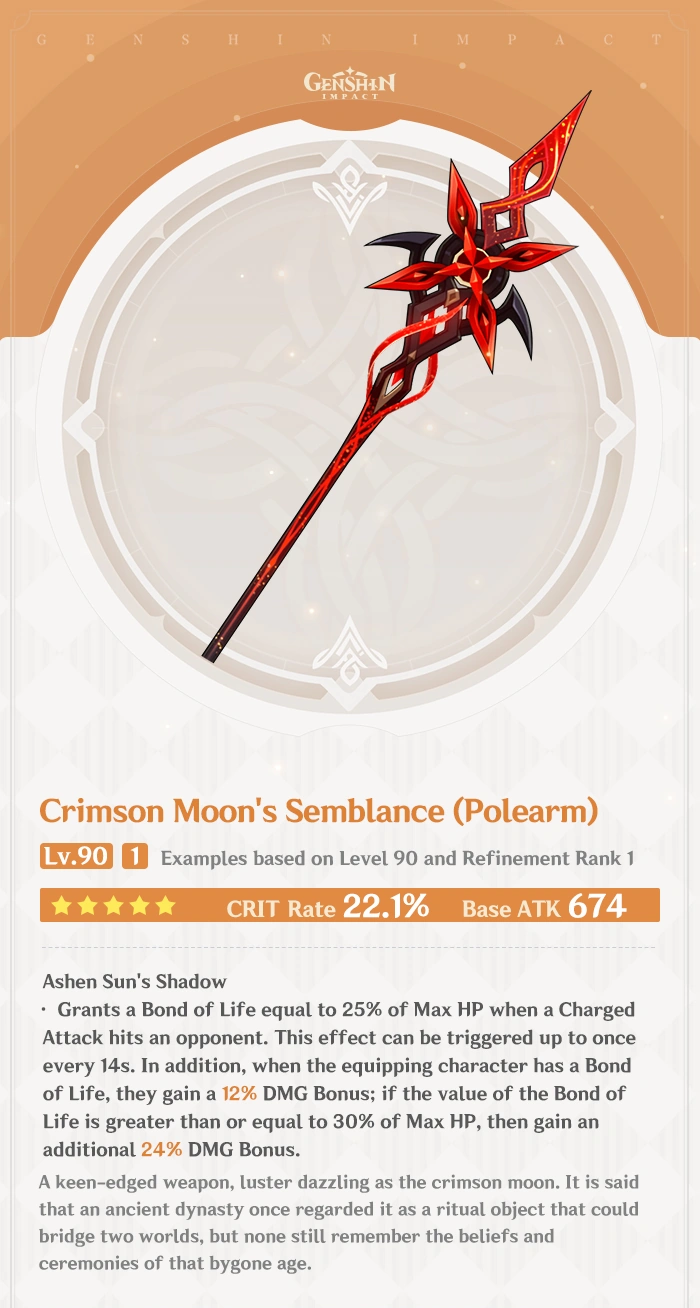 GENSHIN IMPACT
GENSHIN
IMPACT
Crimson Moon's Semblance (Polearm)
Lv.90 1 Examples based on Level 90 and Refinement Rank 1
CRIT Rate 22.1% Base ATK 674
Ashen Sun's Shadow
· Grants a Bond of Life equal to 25% of Max HP when a Charged
Attack hits an opponent. This effect can be triggered up to once
every 14s. In addition, when the equipping character has a Bond
of Life, they gain a 12% DMG Bonus; if the value of the Bond of
Life is greater than or equal to 30% of Max HP, then gain an
additional 24% DMG Bonus.
A keen-edged weapon, luster dazzling as the crimson moon. It is said
that an ancient dynasty once regarded it as a ritual object that could
bridge two worlds, but none still remember the beliefs and
ceremonies of that bygone age.